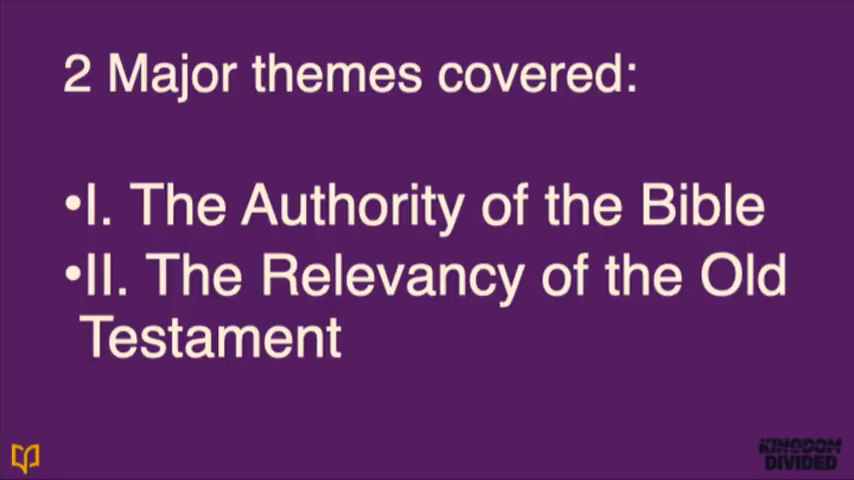 2 Major themes covered:
•I. The Authority of the Bible
•II. The Relevancy of the Old
Testament
KINGDOM
DIVIDED